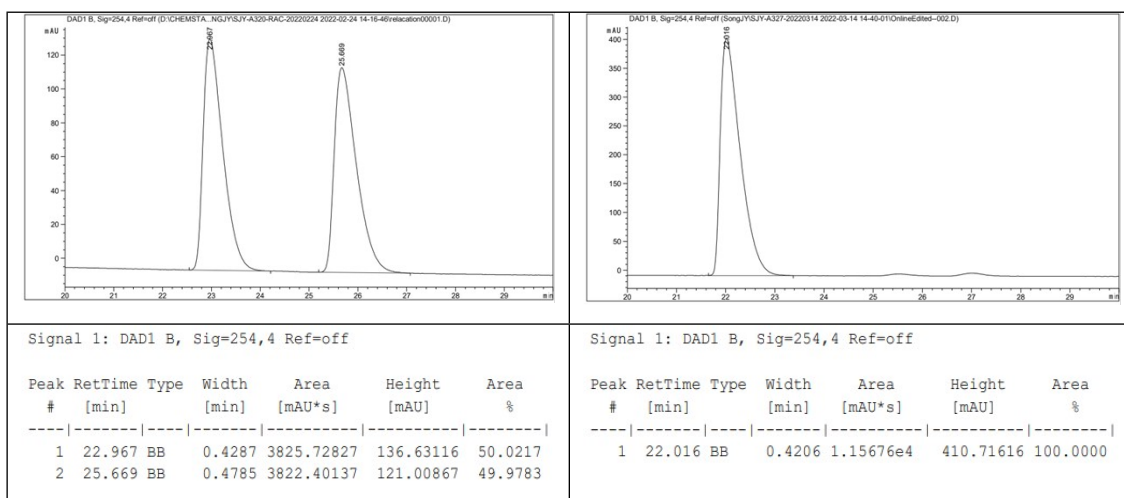 DAD1 B, Sig=254,4 Ref=off (D:\CHEMSTA...NGJY\SJY-A320-RAC-20220224 2022-02-24 14-16-46\relacation00001.D)
mAU
120
100
80
60
40
20
0
22.967
25.669
20 21 22 23 24 25 26 27 28 29 min
DAD1 B, Sig=254,4 Ref=off (SongJY\SJY-A327-20220314 2022-03-14 14-40-01\OnlineEdited--002.D)
mAU
400
350
300
250
200
150
100
50
0
22.016
20 21 22 23 24 25 26 27 28 29 min
Signal 1: DAD1 B, Sig=254,4 Ref=off
Peak RetTime Type Width Area Height Area
# [min] [min] [mAU*s] [mAU] %
----|-------|----|-------|----------|----------|--------|
1 22.967 BB 0.4287 3825.72827 136.63116 50.0217
2 25.669 BB 0.4785 3822.40137 121.00867 49.9783
Signal 1: DAD1 B, Sig=254,4 Ref=off
Peak RetTime Type Width Area Height Area
# [min] [min] [mAU*s] [mAU] %
----|-------|----|-------|----------|----------|--------|
1 22.016 BB 0.4206 1.15676e4 410.71616 100.0000